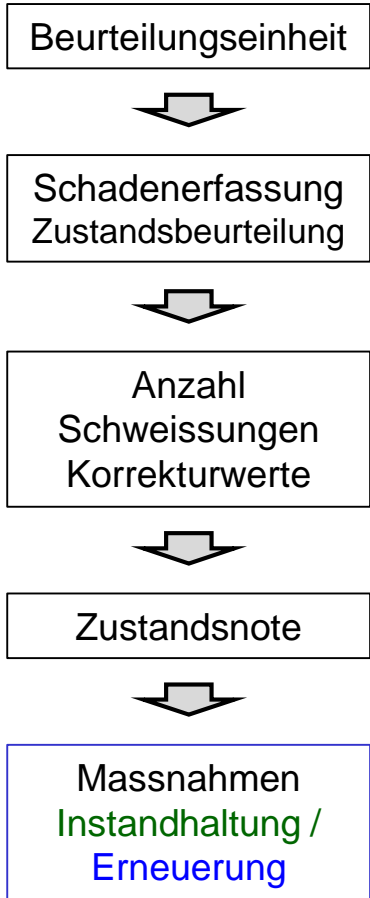 Beurteilungseinheit
Schadenerfassung
Zustandsbeurteilung
Anzahl
Schweissungen
Korrekturwerte
Zustandsnote
Massnahmen
Instandhaltung /
Erneuerung